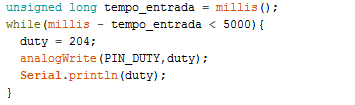 unsigned long tempo_entrada = millis();
while(millis - tempo_entrada < 5000){
duty = 204;
analogWrite(PIN_DUTY,duty);
Serial.println(duty);
}